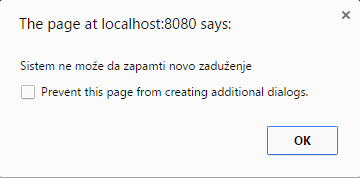 The page at localhost:8080 says:
Sistem ne može da zapamti novo zaduženje
Prevent this page from creating additional dialogs.
OK